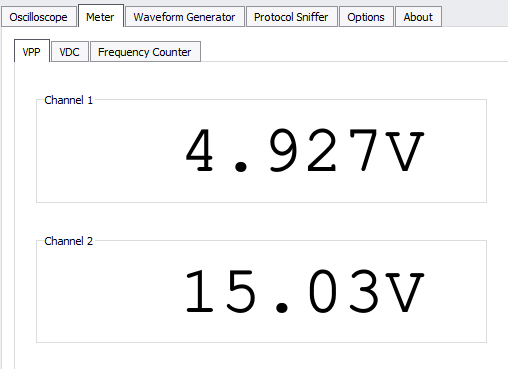 Oscilloscope Meter Waveform Generator Protocol Sniffer Options About
VPP VDC Frequency Counter
Channel 1
4.927V
Channel 2
15.03V